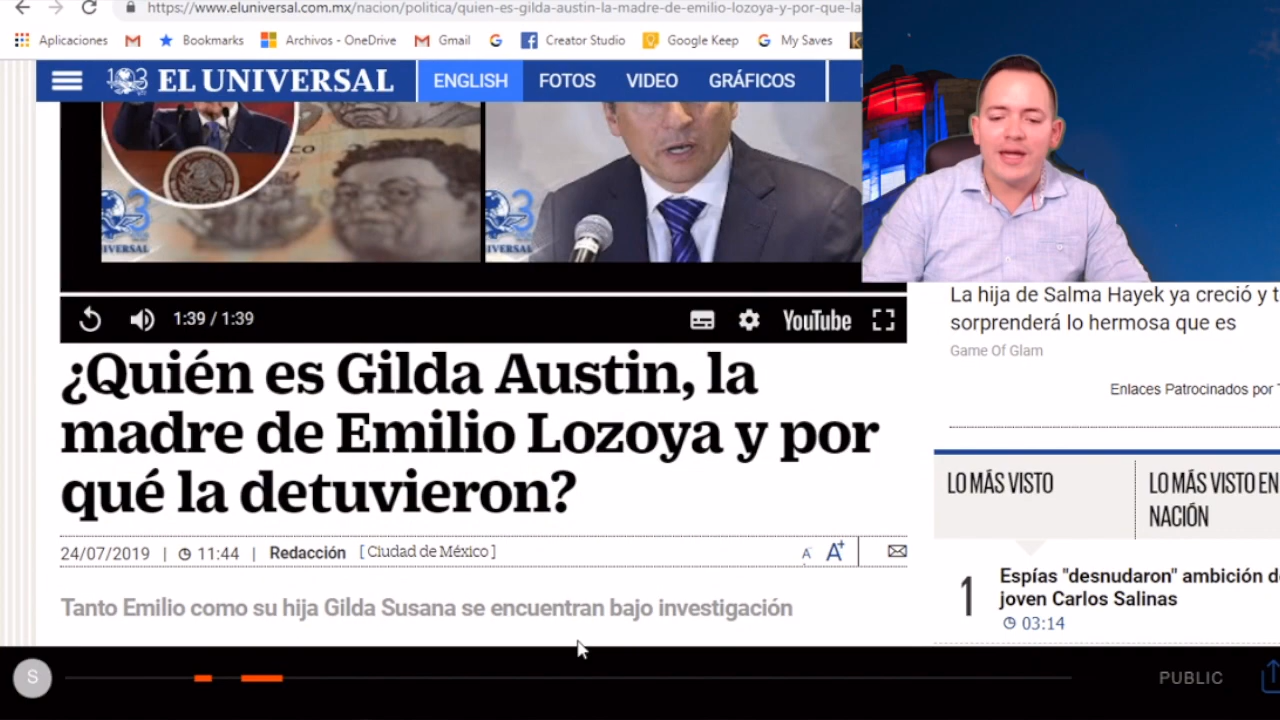 https://www.eluniversal.com.mx/nacion/politica/quien-es-gilda-austin-la-madre-de-emilio-lozoya-y-por-que-la
Aplicaciones
Bookmarks
Archivos - OneDrive
Gmail
Creator Studio
Google Keep
My Saves
103 EL UNIVERSAL
ENGLISH
FOTOS
VIDEO
GRÁFICOS
1:39 / 1:39
YouTube
¿Quién es Gilda Austin, la
madre de Emilio Lozoya y por
qué la detuvieron?
24/07/2019 | 11:44 | Redacción [ Ciudad de México ]
A- A+
Tanto Emilio como su hija Gilda Susana se encuentran bajo investigación
La hija de Salma Hayek ya creció y t
sorprenderá lo hermosa que es
Game Of Glam
Enlaces Patrocinados por
LO MÁS VISTO
LO MÁS VISTO EN
NACIÓN
1
Espías "desnudaron" ambición d
joven Carlos Salinas
03:14
S
PUBLIC